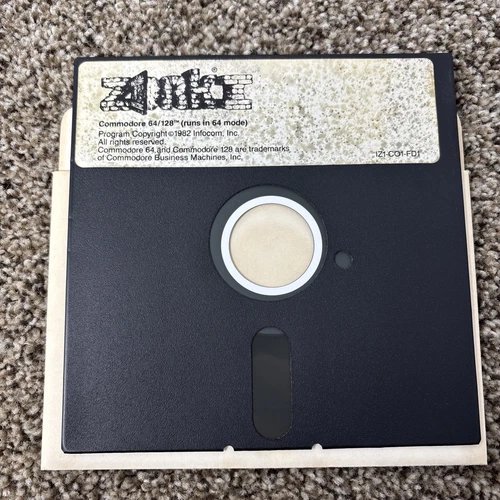 ZORK I
®
Commodore 64/128™ (runs in 64 mode)
Program Copyright ©1982 Infocom, Inc.
All rights reserved.
Commodore 64 and Commodore 128 are trademarks
of Commodore Business Machines, Inc.
IZ1-CO1-FD1